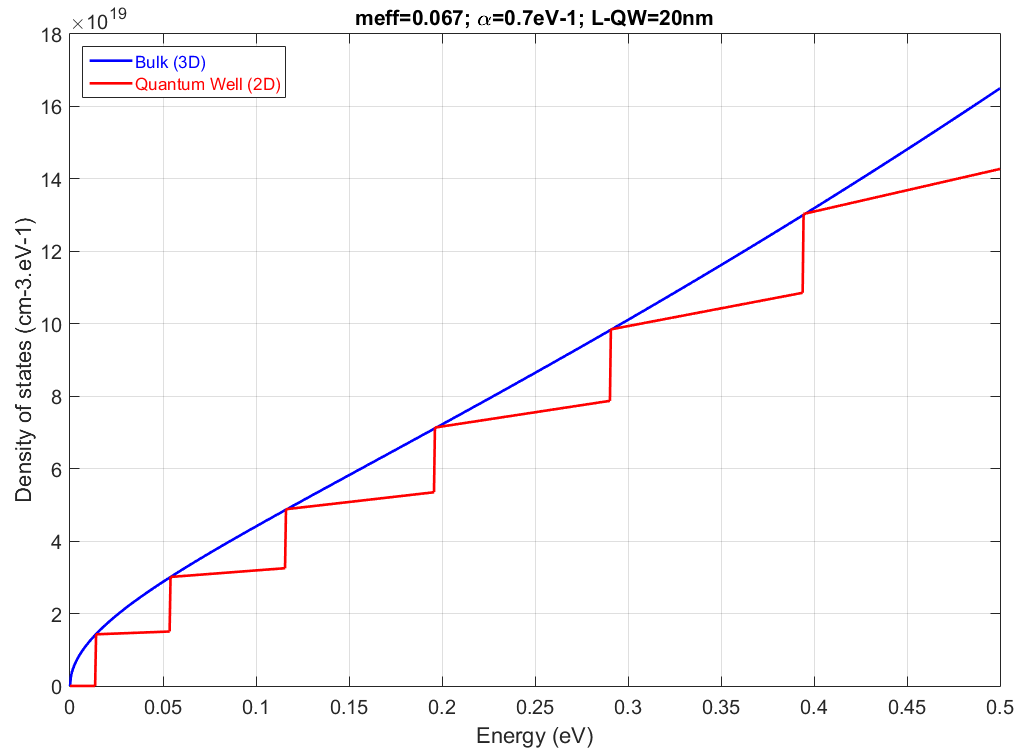 meff=0.067; α=0.7eV-1; L-QW=20nm
×10^19
Bulk (3D)
Quantum Well (2D)
Density of states (cm-3.eV-1)
18
16
14
12
10
8
6
4
2
0
0 0.05 0.1 0.15 0.2 0.25 0.3 0.35 0.4 0.45 0.5
Energy (eV)